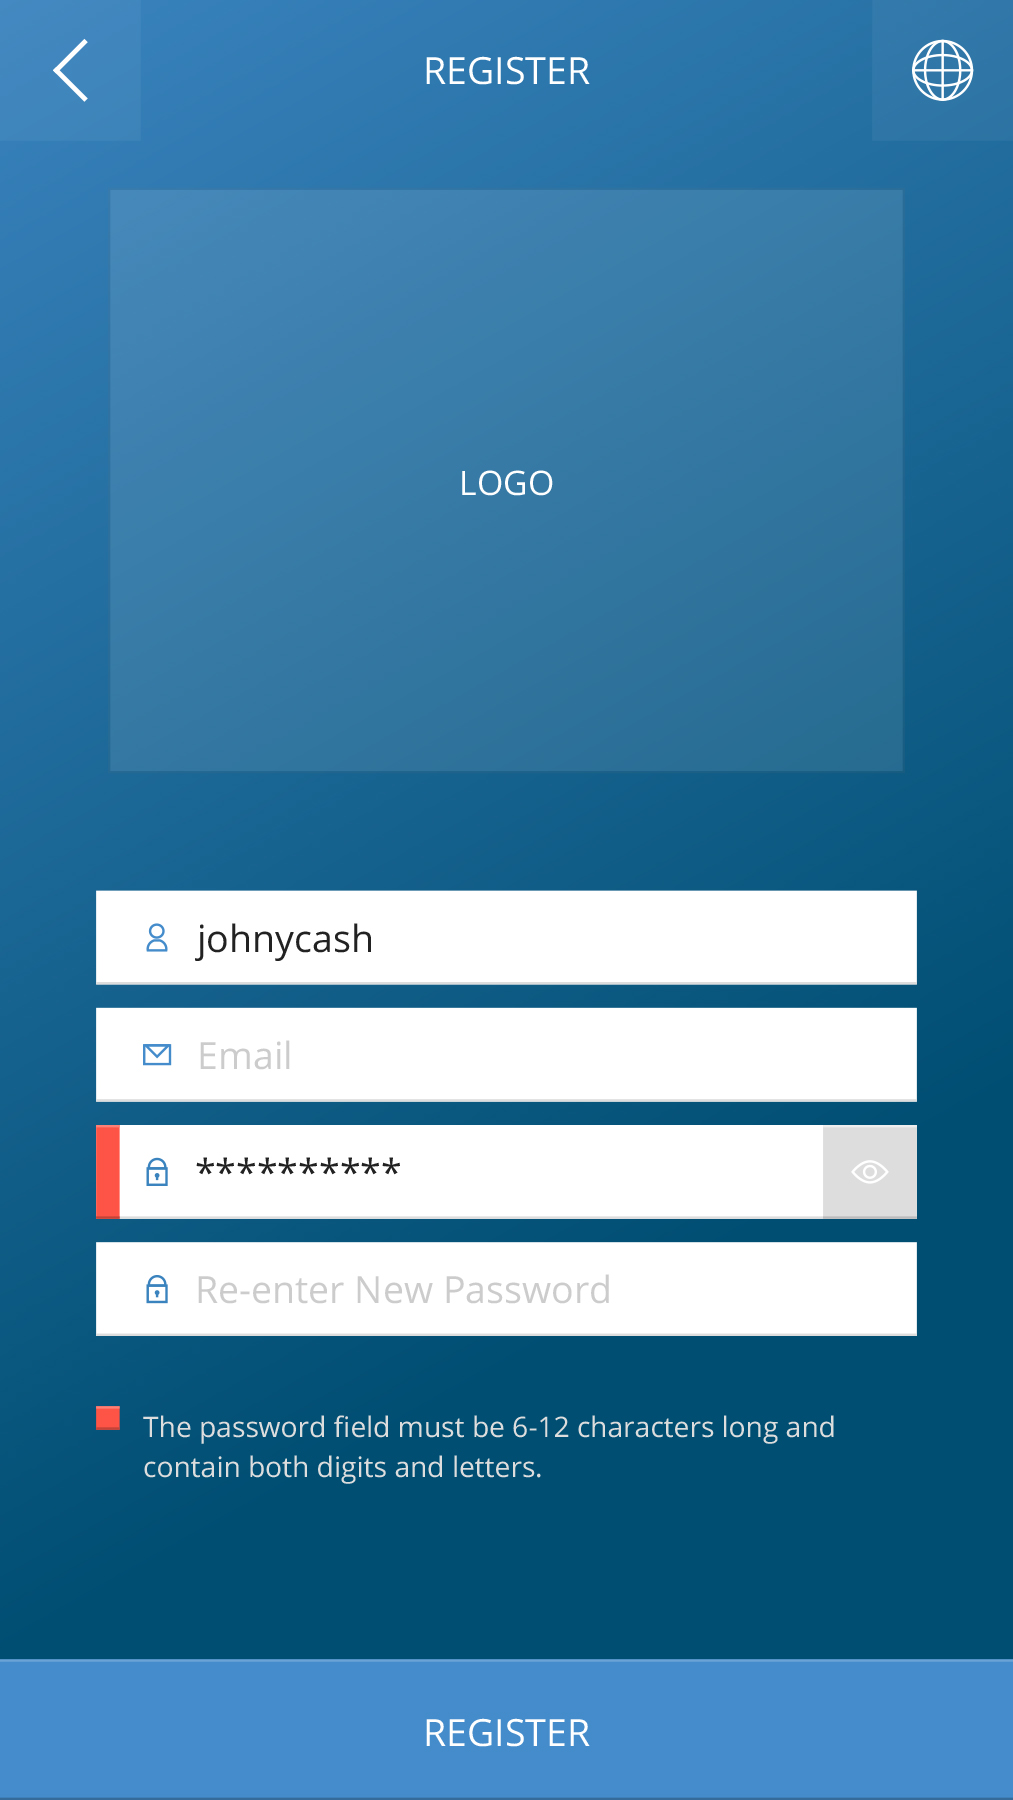 REGISTER
LOGO
johnycash
Email
**********
Re-enter New Password
The password field must be 6-12 characters long and
contain both digits and letters.
REGISTER